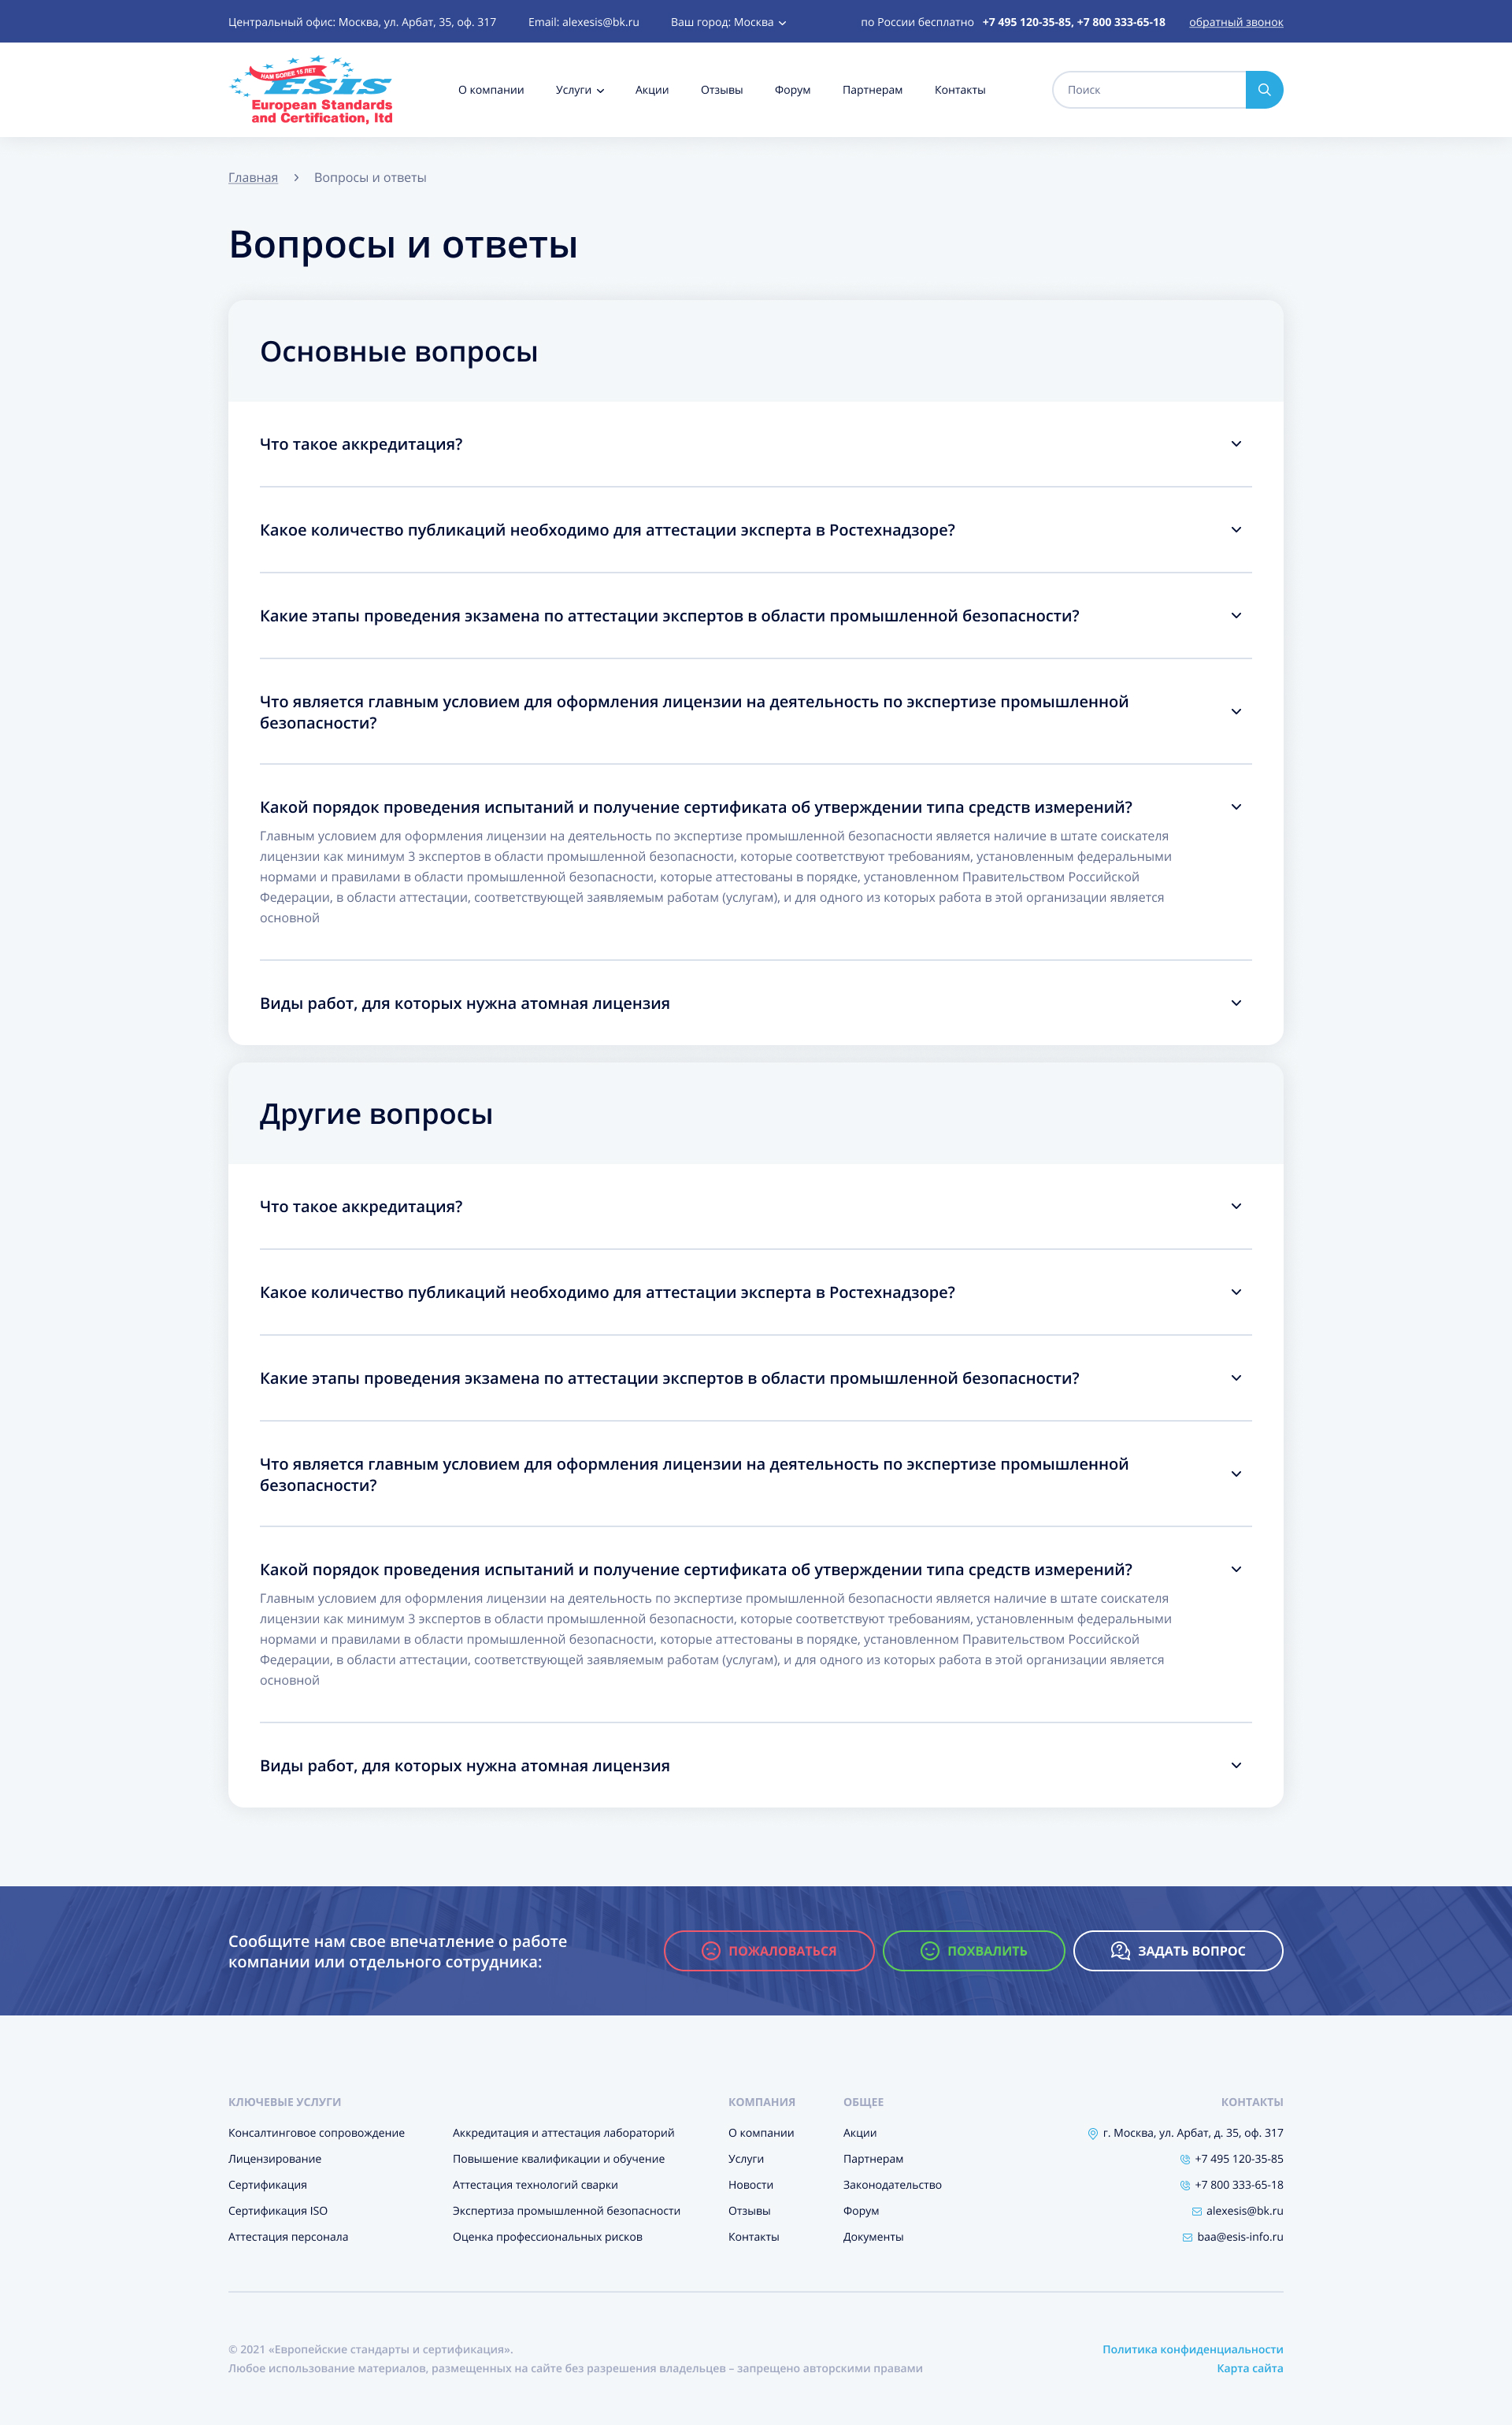 Центральный офис: Москва, ул. Арбат, 35, оф. 317
Email: alexesis@bk.ru
Ваш город: Москва
по России бесплатно +7 495 120-35-85, +7 800 333-65-18
обратный звонок
НАМ БОЛЕЕ 15 ЛЕТ
ESIS
European Standards
and Certification, ltd
О компании
Услуги
Акции
Отзывы
Форум
Партнерам
Контакты
Поиск
Главная
Вопросы и ответы
Вопросы и ответы
Основные вопросы
Что такое аккредитация?
Какое количество публикаций необходимо для аттестации эксперта в Ростехнадзоре?
Какие этапы проведения экзамена по аттестации экспертов в области промышленной безопасности?
Что является главным условием для оформления лицензии на деятельность по экспертизе промышленной
безопасности?
Какой порядок проведения испытаний и получение сертификата об утверждении типа средств измерений?
Главным условием для оформления лицензии на деятельность по экспертизе промышленной безопасности является наличие в штате соискателя
лицензии как минимум 3 экспертов в области промышленной безопасности, которые соответствуют требованиям, установленным федеральными
нормами и правилами в области промышленной безопасности, которые аттестованы в порядке, установленном Правительством Российской
Федерации, в области аттестации, соответствующей заявляемым работам (услугам), и для одного из которых работа в этой организации является
основной
Виды работ, для которых нужна атомная лицензия
Другие вопросы
Что такое аккредитация?
Какое количество публикаций необходимо для аттестации эксперта в Ростехнадзоре?
Какие этапы проведения экзамена по аттестации экспертов в области промышленной безопасности?
Что является главным условием для оформления лицензии на деятельность по экспертизе промышленной
безопасности?
Какой порядок проведения испытаний и получение сертификата об утверждении типа средств измерений?
Главным условием для оформления лицензии на деятельность по экспертизе промышленной безопасности является наличие в штате соискателя
лицензии как минимум 3 экспертов в области промышленной безопасности, которые соответствуют требованиям, установленным федеральными
нормами и правилами в области промышленной безопасности, которые аттестованы в порядке, установленном Правительством Российской
Федерации, в области аттестации, соответствующей заявляемым работам (услугам), и для одного из которых работа в этой организации является
основной
Виды работ, для которых нужна атомная лицензия
Сообщите нам свое впечатление о работе
компании или отдельного сотрудника:
ПОЖАЛОВАТЬСЯ
ПОХВАЛИТЬ
ЗАДАТЬ ВОПРОС
КЛЮЧЕВЫЕ УСЛУГИ
Консалтинговое сопровождение
Лицензирование
Сертификация
Сертификация ISO
Аттестация персонала
Аккредитация и аттестация лабораторий
Повышение квалификации и обучение
Аттестация технологий сварки
Экспертиза промышленной безопасности
Оценка профессиональных рисков
КОМПАНИЯ
О компании
Услуги
Новости
Отзывы
Контакты
ОБЩЕЕ
Акции
Партнерам
Законодательство
Форум
Документы
КОНТАКТЫ
г. Москва, ул. Арбат, д. 35, оф. 317
+7 495 120-35-85
+7 800 333-65-18
alexesis@bk.ru
baa@esis-info.ru
© 2021 «Европейские стандарты и сертификация».
Любое использование материалов, размещенных на сайте без разрешения владельцев – запрещено авторскими правами
Политика конфиденциальности
Карта сайта